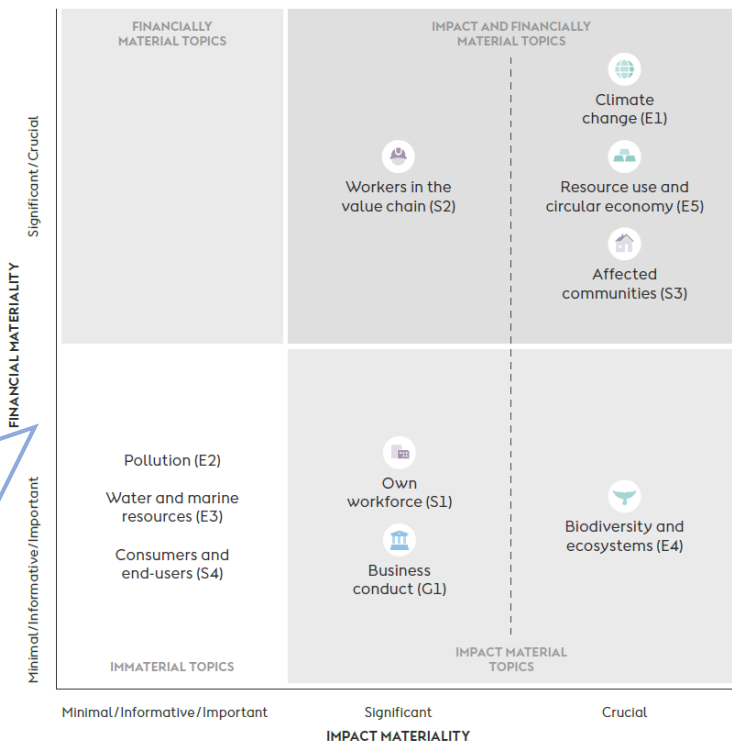 FINANCIALLY
MATERIAL TOPICS
IMPACT AND FINANCIALLY
MATERIAL TOPICS
Climate
change (E1)
Workers in the
value chain (S2)
Resource use and
circular economy (E5)
Affected
communities (S3)
Significant/Crucial
FINANCIAL MATERIALITY
Minimal/Informative/Important
Pollution (E2)
Water and marine
resources (E3)
Consumers and
end-users (S4)
Own
workforce (S1)
Business
conduct (G1)
Biodiversity and
ecosystems (E4)
IMMATERIAL TOPICS
IMPACT MATERIAL
TOPICS
Minimal/Informative/Important
Significant
Crucial
IMPACT MATERIALITY